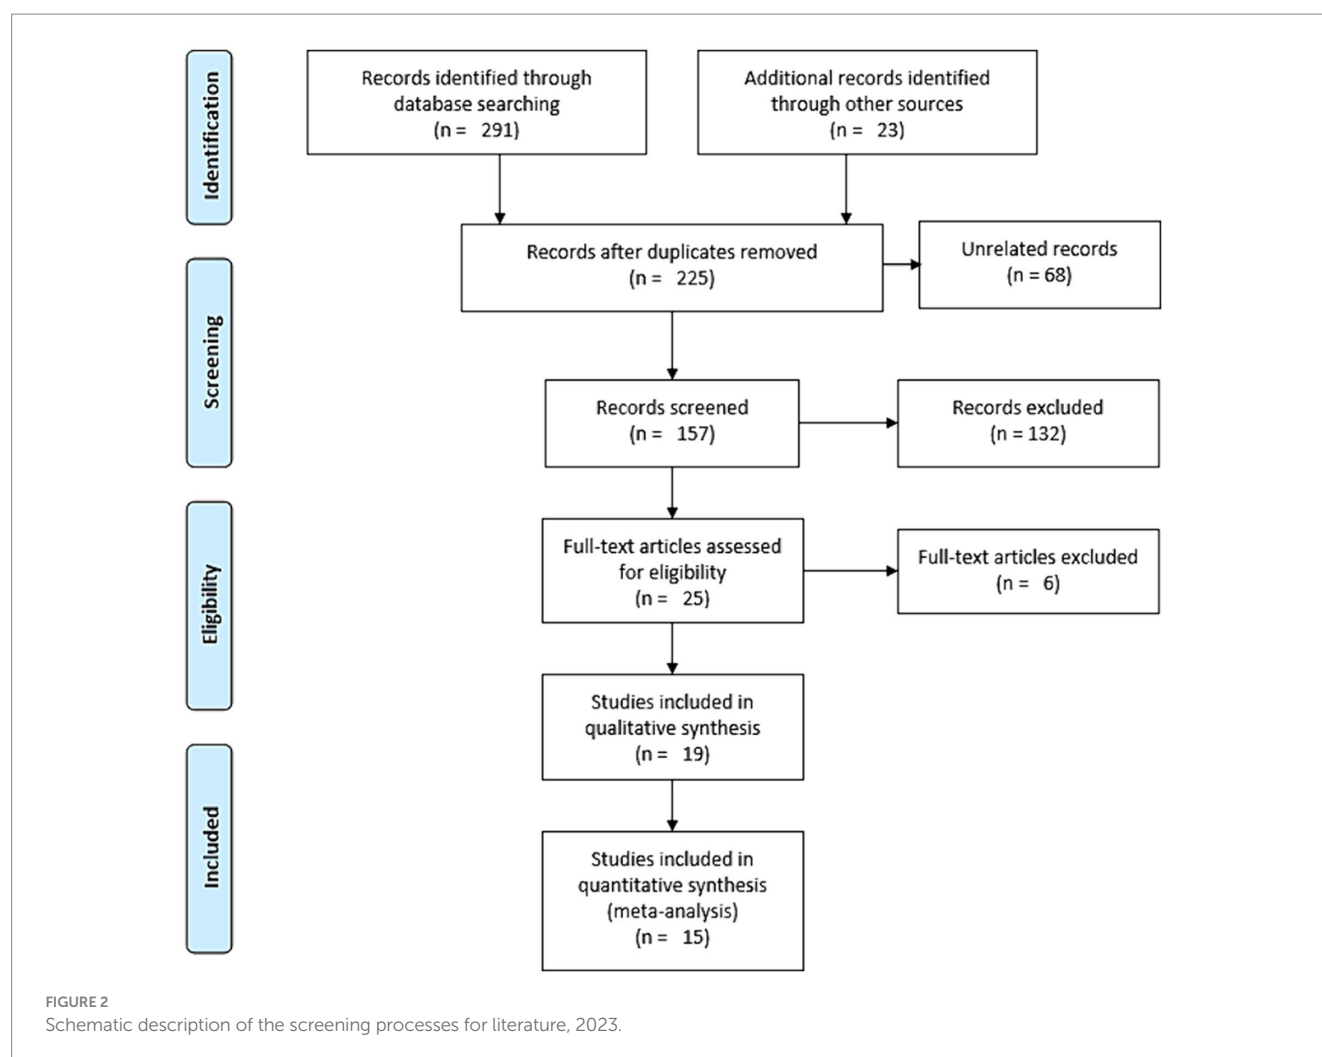 Identification
Records identified through
database searching
(n = 291)
Additional records identified
through other sources
(n = 23)
Records after duplicates removed
(n = 225)
Unrelated records
(n = 68)
Screening
Records screened
(n = 157)
Records excluded
(n = 132)
Eligibility
Full-text articles assessed
for eligibility
(n = 25)
Full-text articles excluded
(n = 6)
Studies included in
qualitative synthesis
(n = 19)
Included
Studies included in
quantitative synthesis
(meta-analysis)
(n = 15)
FIGURE 2
Schematic description of the screening processes for literature, 2023.